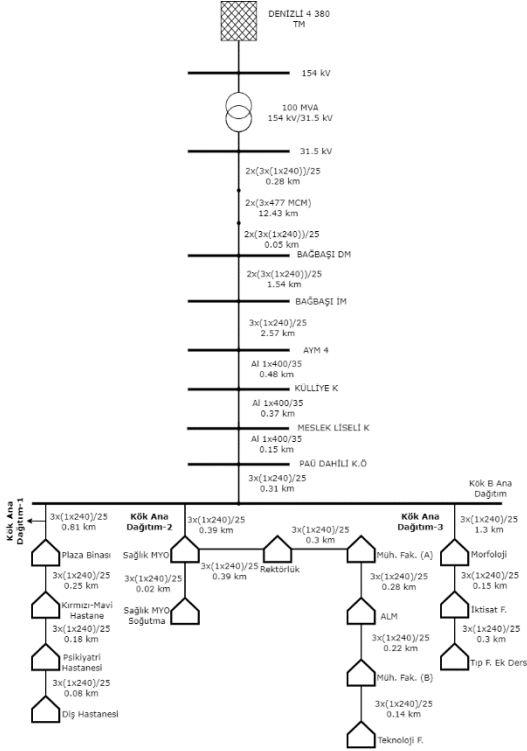 DENİZLİ 4 380
TM
154 kV
100 MVA
154 kV/31.5 kV
31.5 kV
2x(3x(1x240))/25
0.28 km
2x(3x477 MCM)
12.43 km
2x(3x(1x240))/25
0.05 km
BAĞBAŞI DM
2x(3x(1x240))/25
1.54 km
BAĞBAŞI İM
3x(1x240)/25
2.57 km
AYM 4
Al 1x400/35
0.48 km
KÜLLİYE K
Al 1x400/35
0.37 km
MESLEK LİSELİ K
Al 1x400/35
0.15 km
PAÜ DAHİLİ K.Ö
3x(1x240)/25
0.31 km
Kök B Ana
Dağıtım
Kök Ana
Dağıtım-1
3x(1x240)/25
0.81 km
Kök Ana
Dağıtım-2
3x(1x240)/25
0.39 km
Kök Ana
Dağıtım-3
3x(1x240)/25
1.3 km
Plaza Binası
Sağlık MYO
3x(1x240)/25
0.39 km
Rektörlük
3x(1x240)/25
0.3 km
Müh. Fak. (A)
Morfoloji
3x(1x240)/25
0.25 km
3x(1x240)/25
0.02 km
3x(1x240)/25
0.28 km
3x(1x240)/25
0.15 km
Kırmızı-Mavi
Hastane
Sağlık MYO
Soğutma
ALM
İktisat F.
3x(1x240)/25
0.18 km
3x(1x240)/25
0.22 km
3x(1x240)/25
0.3 km
Psikiyatri
Hastanesi
Müh. Fak. (B)
Tıp F. Ek Ders
3x(1x240)/25
0.08 km
3x(1x240)/25
0.14 km
Diş Hastanesi
Teknoloji F.